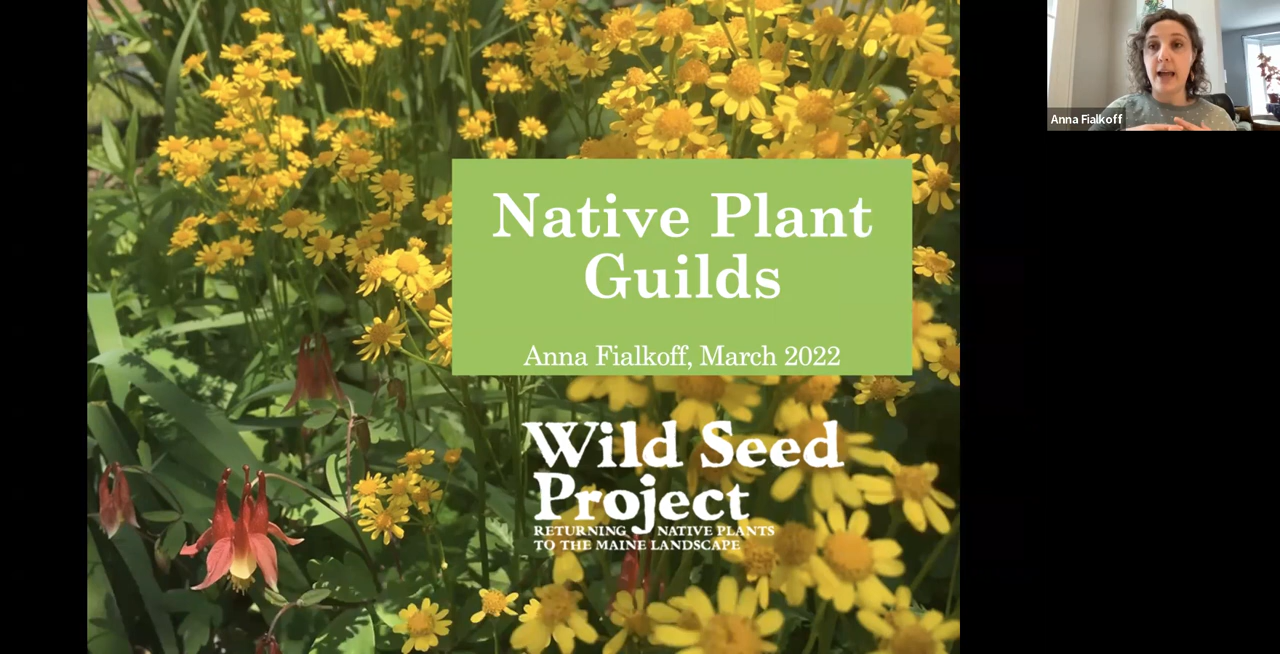 Anna Fialkoff
Native Plant
Guilds
Anna Fialkoff, March 2022
Wild Seed
Project
RETURNING NATIVE PLANTS
TO THE MAINE LANDSCAPE